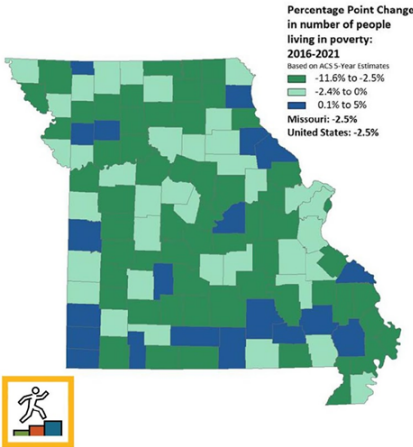 Percentage Point Change
in number of people
living in poverty:
2016-2021
Based on ACS 5-Year Estimates
-11.6% to -2.5%
-2.4% to 0%
0.1% to 5%
Missouri: -2.5%
United States: -2.5%